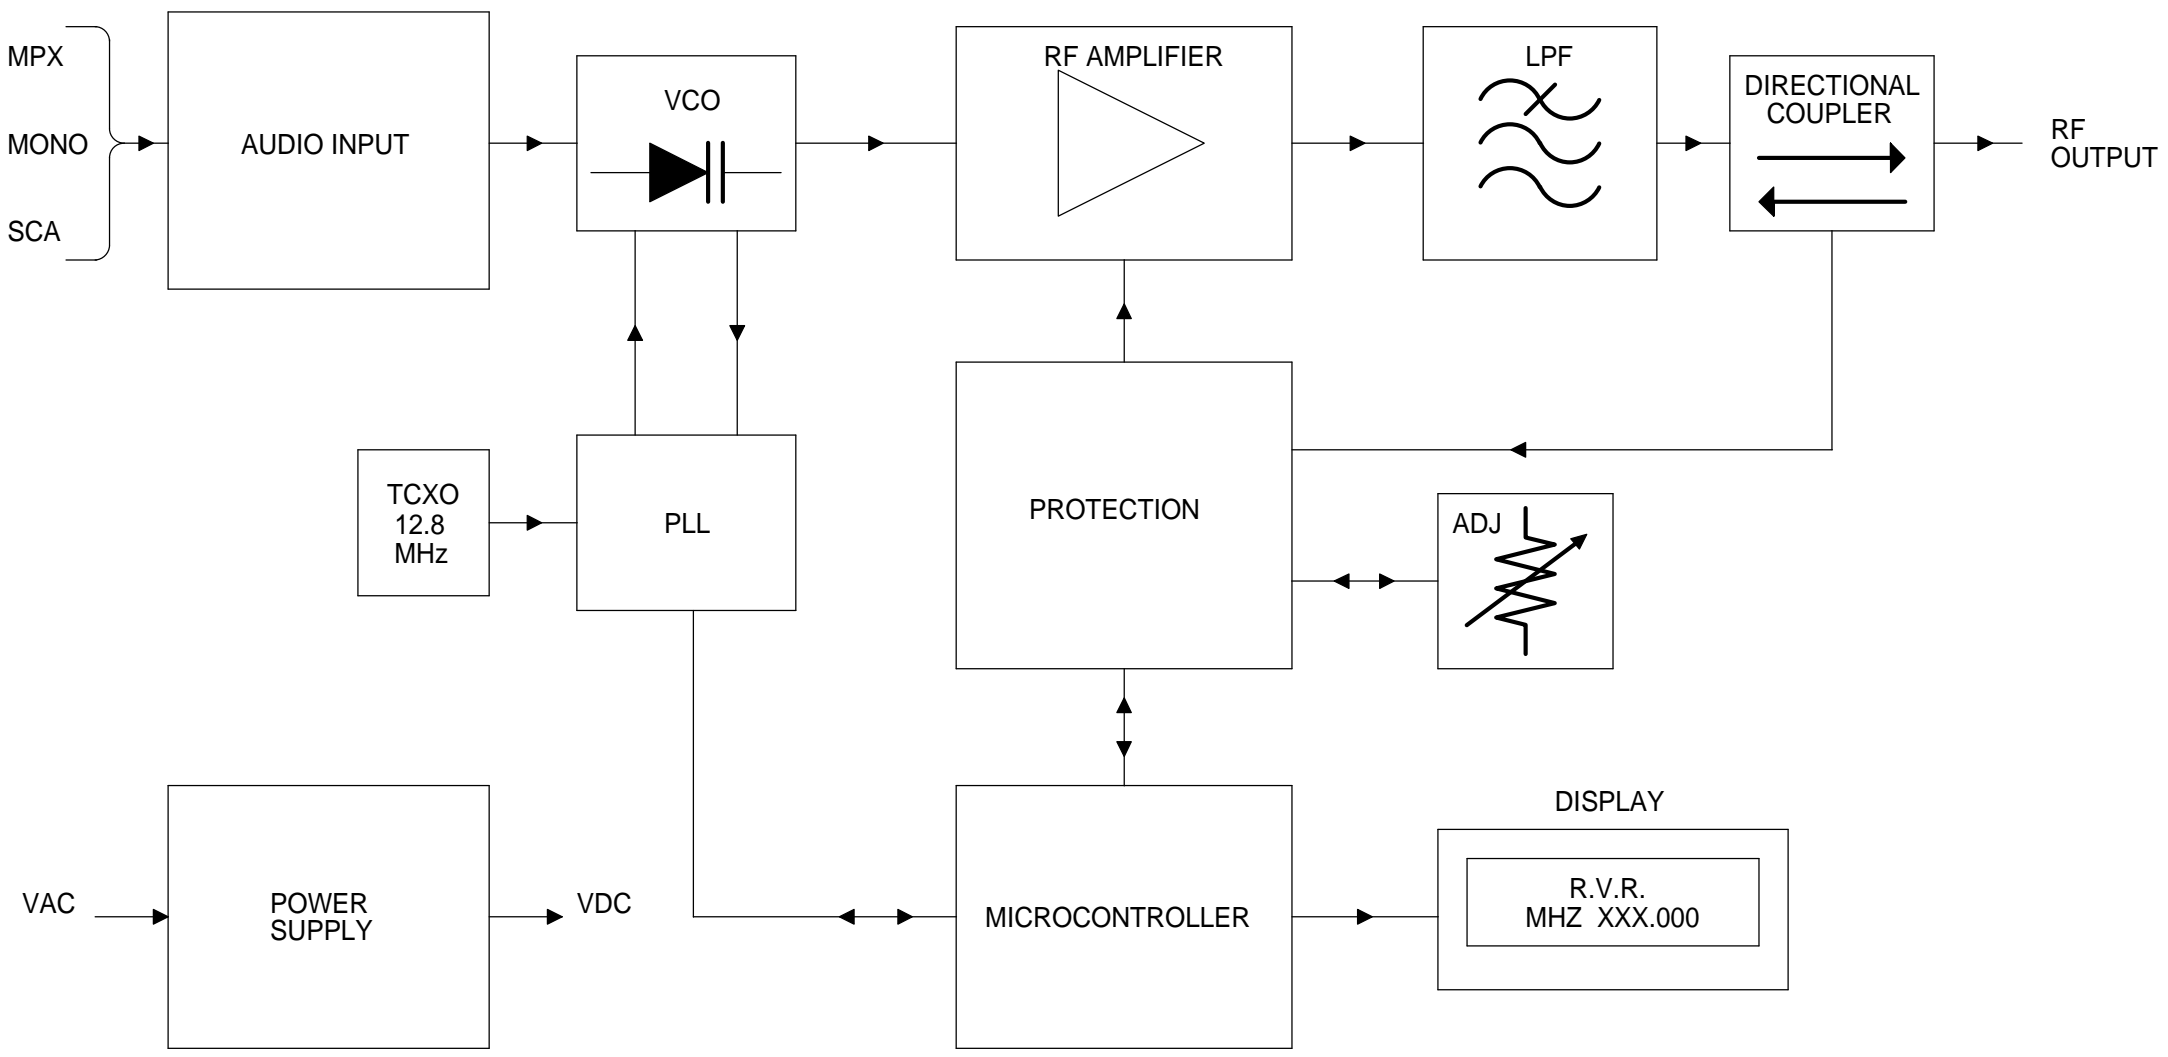 MPX
MONO
SCA
AUDIO INPUT
VCO
RF AMPLIFIER
LPF
DIRECTIONAL
COUPLER
RF
OUTPUT
TCXO
12.8
MHz
PLL
PROTECTION
ADJ
VAC
POWER
SUPPLY
VDC
MICROCONTROLLER
DISPLAY
R.V.R.
MHZ XXX.000